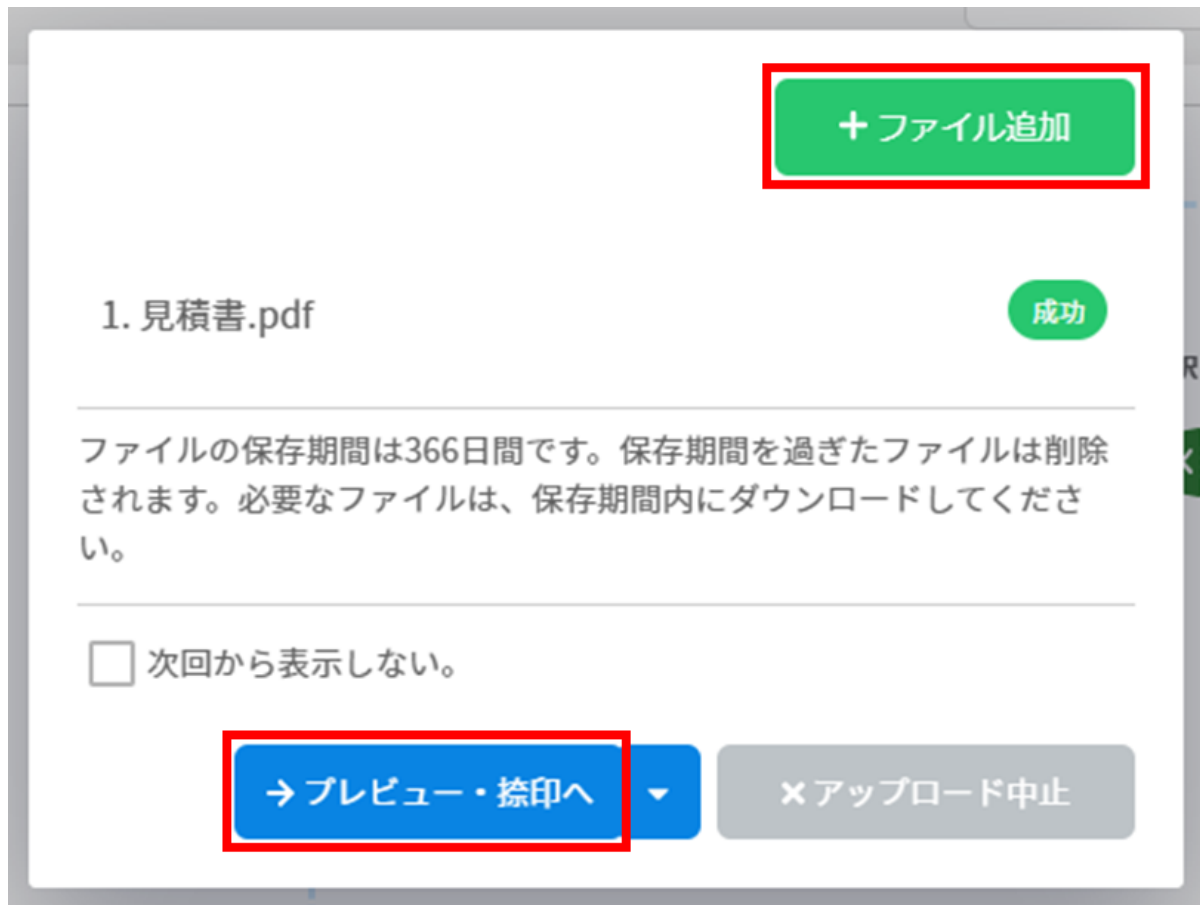 + ファイル追加
1. 見積書.pdf
成功
ファイルの保存期間は366日間です。保存期間を過ぎたファイルは削除
されます。必要なファイルは、保存期間内にダウンロードしてくださ
い。
次回から表示しない。
→ プレビュー・捺印へ
× アップロード中止